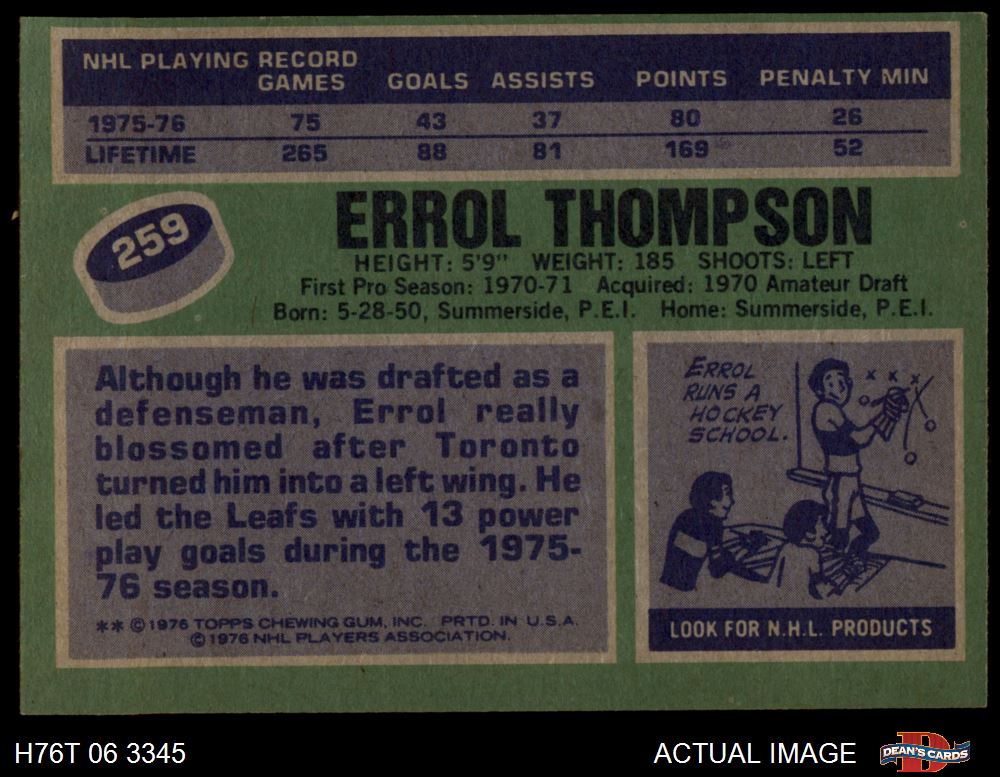 NHL PLAYING RECORD
GAMES GOALS ASSISTS POINTS PENALTY MIN
1975-76 75 43 37 80 26
LIFETIME 265 88 81 169 52
259
ERROL THOMPSON
HEIGHT: 5'9" WEIGHT: 185 SHOOTS: LEFT
First Pro Season: 1970-71 Acquired: 1970 Amateur Draft
Born: 5-28-50, Summerside, P.E.I. Home: Summerside, P.E.I.
Although he was drafted as a
defenseman, Errol really
blossomed after Toronto
turned him into a left wing. He
led the Leafs with 13 power
play goals during the 1975-
76 season.
** © 1976 TOPPS CHEWING GUM, INC. PRTD. IN U.S.A.
© 1976 NHL PLAYERS ASSOCIATION.
ERROL
RUNS A
HOCKEY
SCHOOL.
X X X
LOOK FOR N.H.L. PRODUCTS
H76T 06 3345
ACTUAL IMAGE
D
DEAN'S CARDS